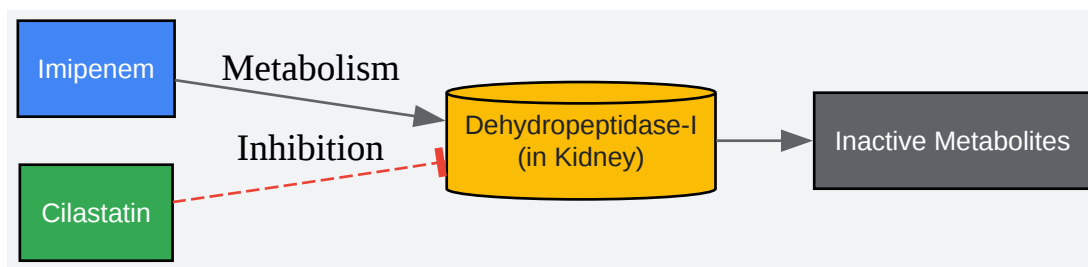 Imipenem
Metabolism
Dehydropeptidase-I
(in Kidney)
Inactive Metabolites
Inhibition
Cilastatin